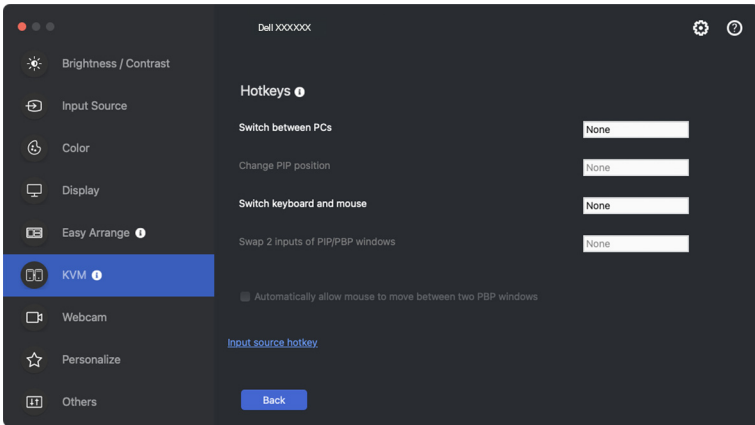 Dell XXXXXX
Brightness / Contrast
Input Source
Color
Display
Easy Arrange
KVM
Webcam
Personalize
Others
Hotkeys
Switch between PCs
None
Change PIP position
None
Switch keyboard and mouse
None
Swap 2 inputs of PIP/PBP windows
None
Automatically allow mouse to move between two PBP windows
Input source hotkey
Back